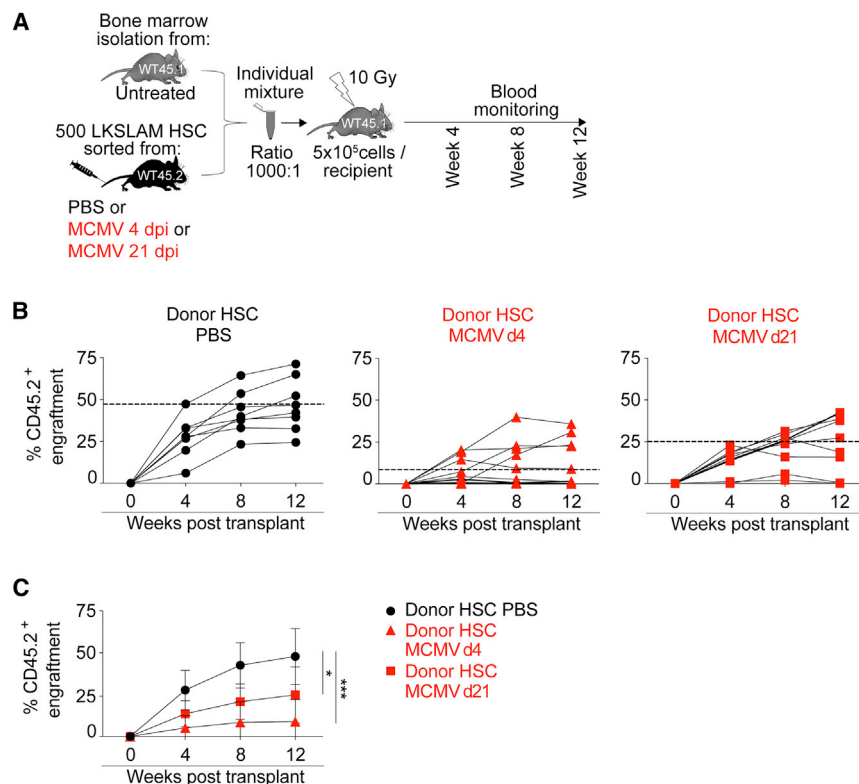 A
Bone marrow
isolation from:
WT45.1
Untreated
500 LKSLAM HSC
sorted from:
WT45.2
PBS or
MCMV 4 dpi or
MCMV 21 dpi
Individual
mixture
Ratio
1000:1
10 Gy
WT45.1
5x10⁵cells /
recipient
Blood
monitoring
Week 4
Week 8
Week 12
B
Donor HSC
PBS
% CD45.2⁺
engraftment
75
50
25
0
0 4 8 12
Weeks post transplant
Donor HSC
MCMV d4
75
50
25
0
0 4 8 12
Weeks post transplant
Donor HSC
MCMV d21
75
50
25
0
0 4 8 12
Weeks post transplant
C
% CD45.2⁺
engraftment
75
50
25
0
0 4 8 12
Weeks post transplant
*
***
Donor HSC PBS
Donor HSC
MCMV d4
Donor HSC
MCMV d21